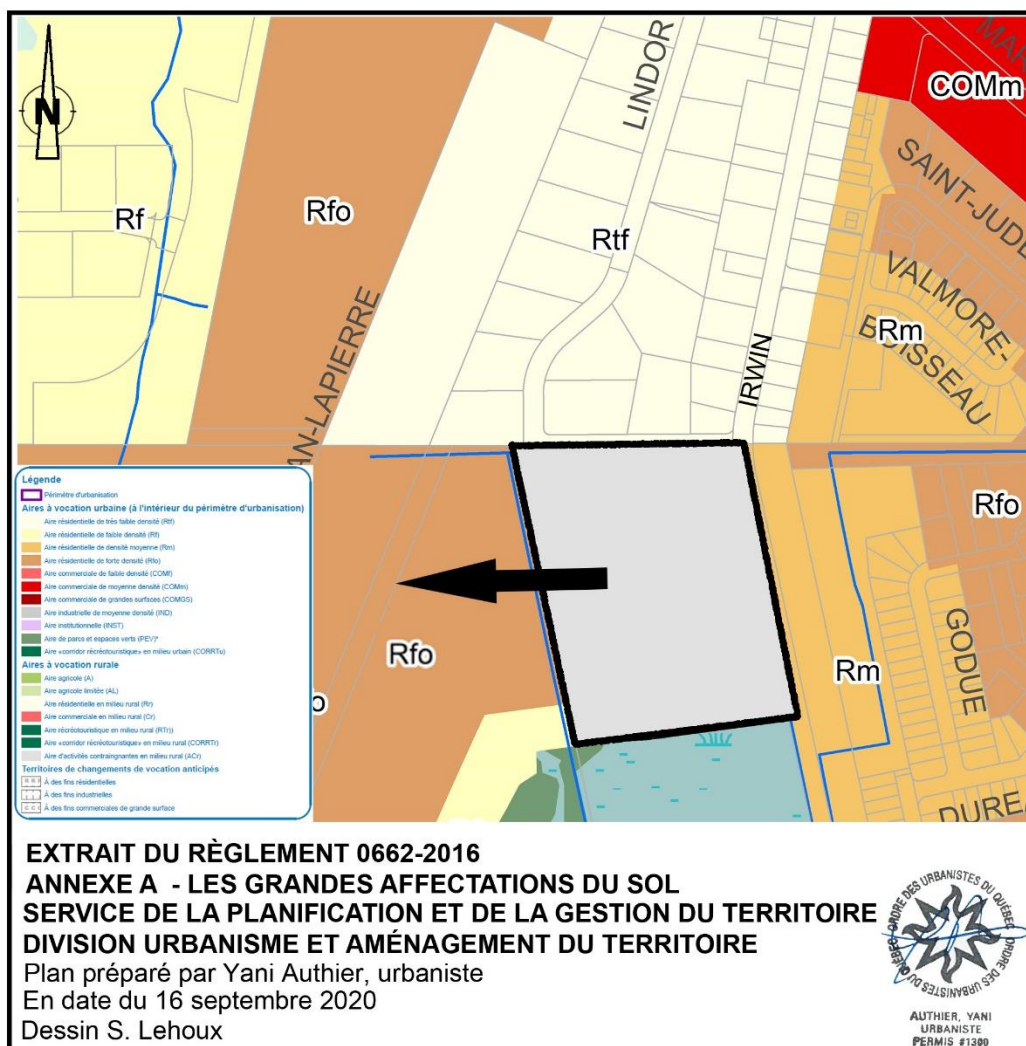 N
Rf
Rfo
LINDOR
Rtf
COMm
SAINT-JUDE
VALMORE-
BOISSEAU
Rm
AN-LAPIERRE
IRWIN
Rfo
Rfo
Rm
GODUE
Légende
Périmètre d'urbanisation
Aires à vocation urbaine (à l'intérieur du périmètre d'urbanisation)
Aire résidentielle de très faible densité (Rtf)
Aire résidentielle de faible densité (Rf)
Aire résidentielle de densité moyenne (Rm)
Aire résidentielle de forte densité (Rfo)
Aire commerciale de faible densité (COMf)
Aire commerciale de moyenne densité (COMm)
Aire commerciale de grandes surfaces (COMGS)
Aire industrielle de moyenne densité (IND)
Aire institutionnelle (INST)
Aire de parcs et espaces verts (PEV)*
Aire «corridor récréotouristique» en milieu urbain (CORRTu)
Aires à vocation rurale
Aire agricole (A)
Aire agricole limitée (AL)
Aire résidentielle en milieu rural (Rr)
Aire commerciale en milieu rural (Cr)
Aire récréotouristique en milieu rural (RTr))
Aire «corridor récréotouristique» en milieu rural (CORRTr)
Aire d'activités contraignantes en milieu rural (ACr)
Territoires de changements de vocation anticipés
À des fins résidentielles
À des fins industrielles
À des fins commerciales de grande surface
EXTRAIT DU RÈGLEMENT 0662-2016
ANNEXE A - LES GRANDES AFFECTATIONS DU SOL
SERVICE DE LA PLANIFICATION ET DE LA GESTION DU TERRITOIRE
DIVISION URBANISME ET AMÉNAGEMENT DU TERRITOIRE
Plan préparé par Yani Authier, urbaniste
En date du 16 septembre 2020
Dessin S. Lehoux
ORDRE DES URBANISTES DU QUÉBEC ORDRE DES URBANISTES DU QUÉBEC
AUTHIER, YANI
URBANISTE
PERMIS #1300